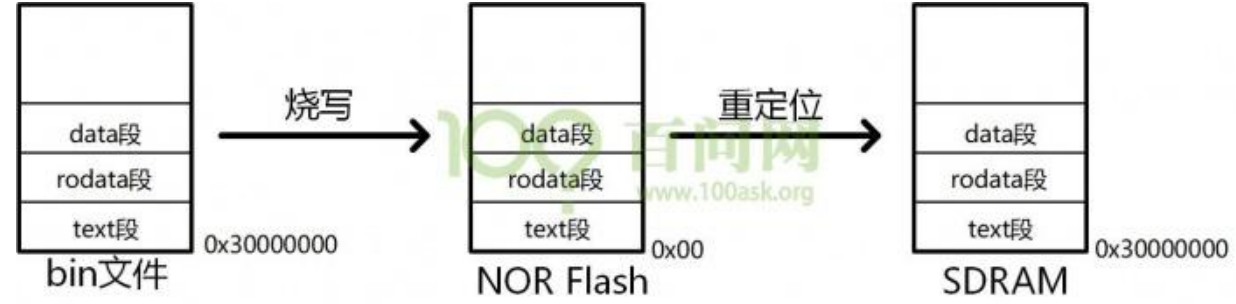 烧写
重定位
data段
data段
data段
rodata段
rodata段
rodata段
text段
text段
text段
0x30000000
0x00
0x30000000
bin文件
NOR Flash
SDRAM
100
百问网
www.100ask.org